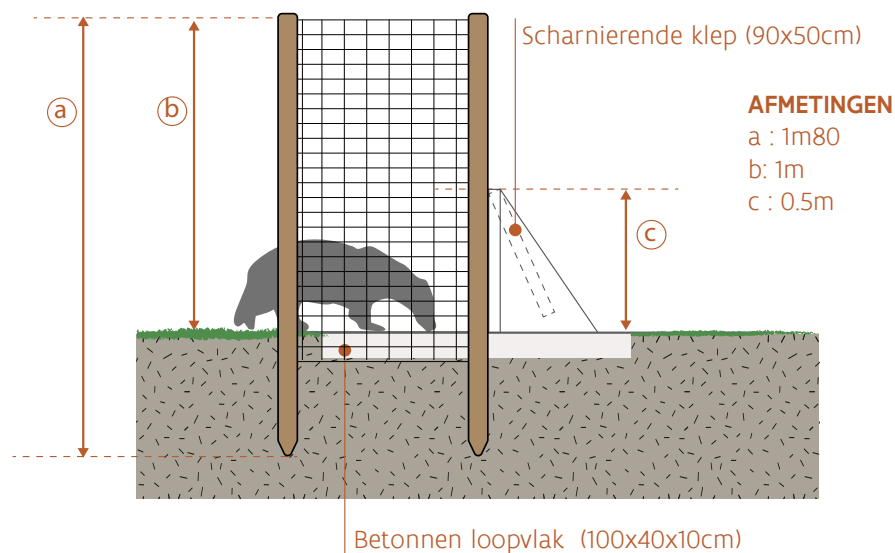 Scharnierende klep (90x50cm)
a
b
AFMETINGEN
a : 1m80
b: 1m
c : 0.5m
c
Betonnen loopvlak (100x40x10cm)